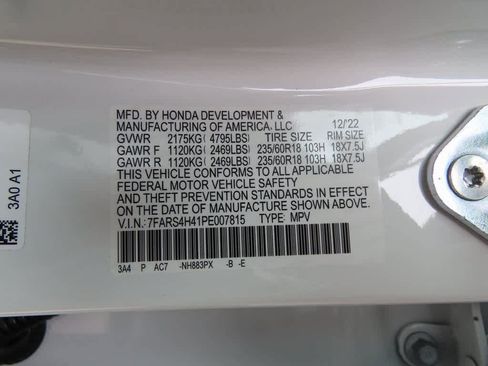 MFD. BY HONDA DEVELOPMENT &
MANUFACTURING OF AMERICA, LLC 12/'22
GVWR 2175KG( 4795LBS) TIRE SIZE RIM SIZE
GAWR F 1120KG( 2469LBS) 235/60R18 103H 18X7.5J
GAWR R 1120KG( 2469LBS) 235/60R18 103H 18X7.5J
THIS VEHICLE CONFORMS TO ALL APPLICABLE
FEDERAL MOTOR VEHICLE SAFETY
AND THEFT PREVENTION STANDARDS IN EFFECT
ON THE DATE OF MANUFACTURE SHOWN ABOVE.
V.I.N.: 7FARS4H41PE007815 TYPE: MPV
3A4 P AC7 -NH883PX -B -E
3A0 A1